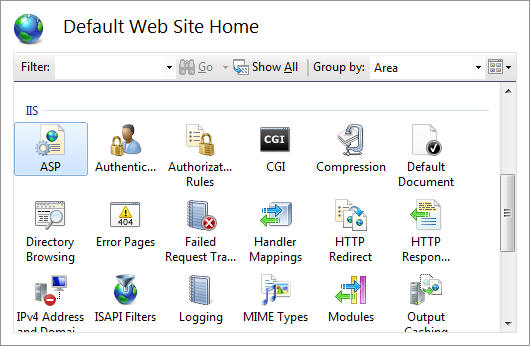 Default Web Site Home
Filter: Go Show All Group by: Area
IIS
ASP Authentic... Authorizat... Rules CGI Compression Default Document
Directory Browsing 404 Error Pages Failed Request Tra... Handler Mappings HTTP Redirect HTTP Respon...
IPv4 Address and Domai... ISAPI Filters Logging MIME Types Modules Output Caching